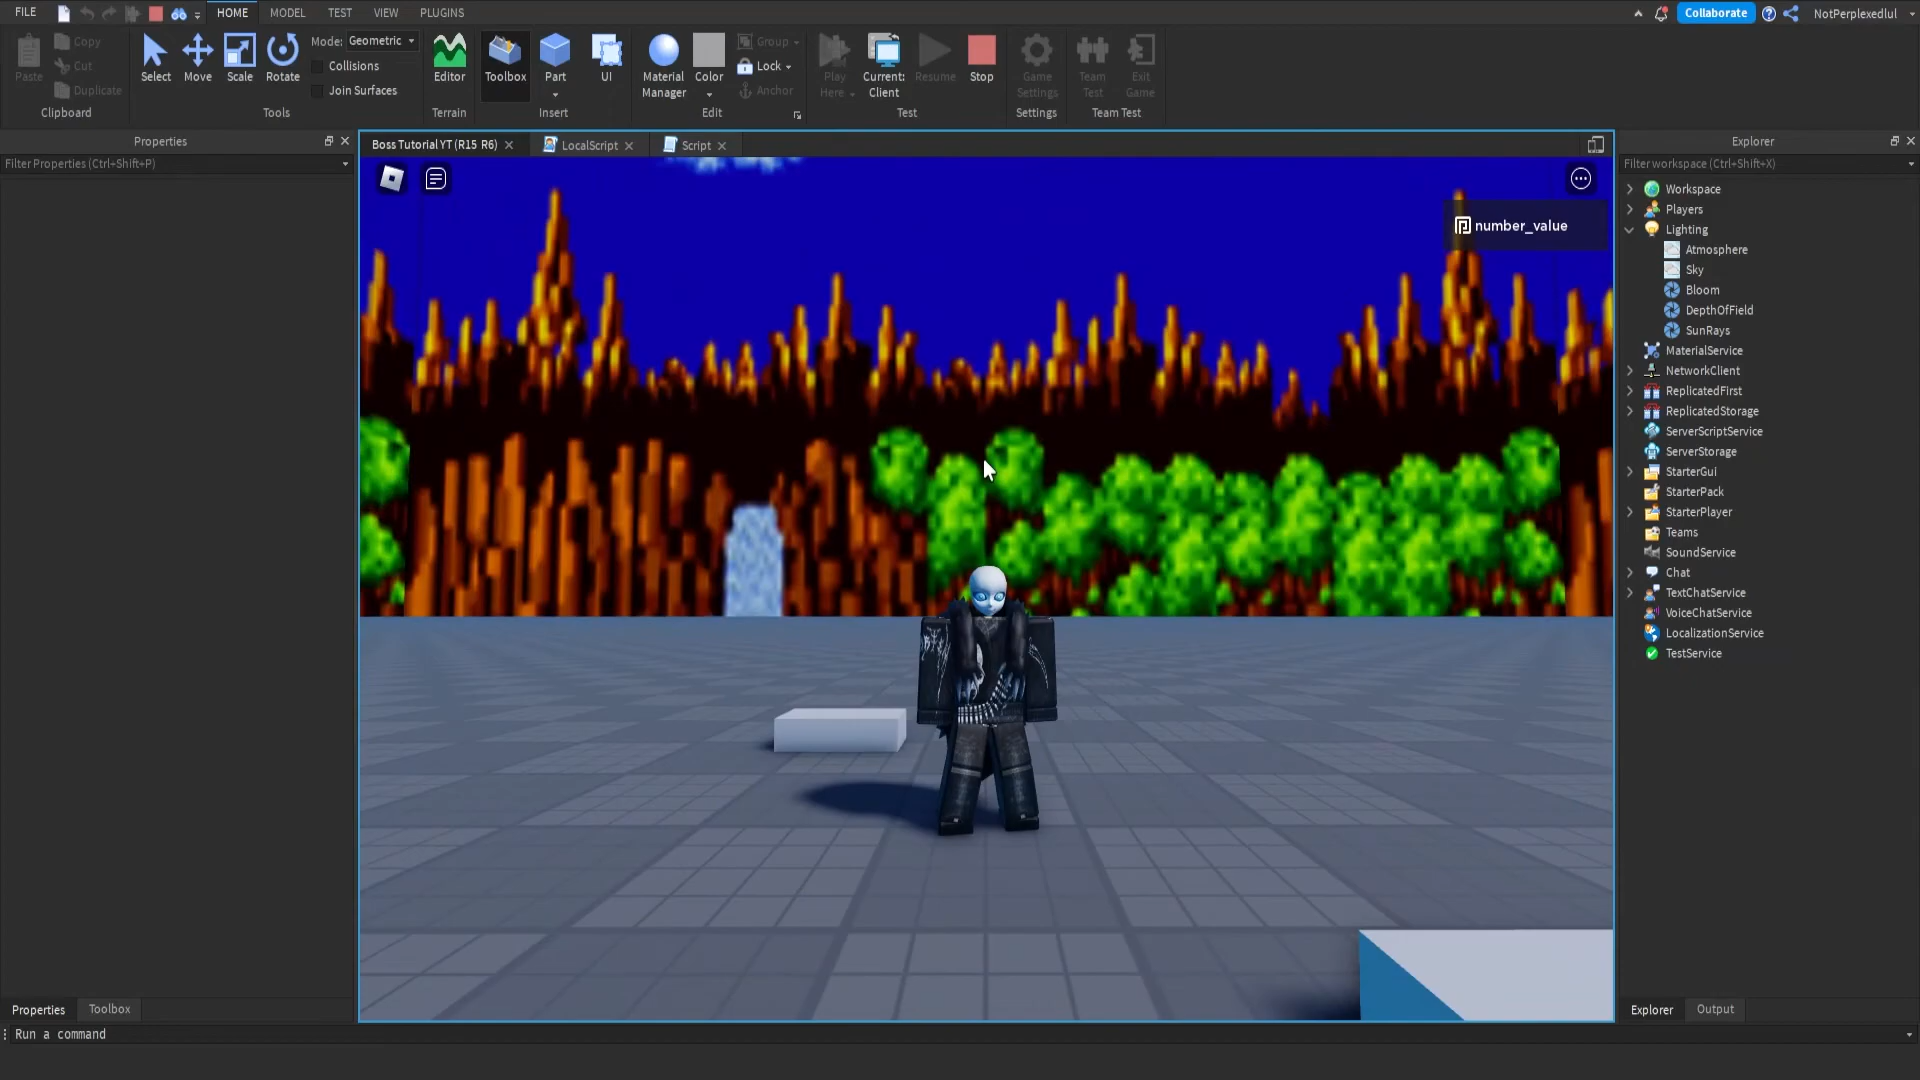 FILE HOME MODEL TEST VIEW PLUGINS Collaborate NotPerplexedlul
Paste Copy Cut Duplicate Clipboard
Select Move Scale Rotate Mode: Geometric Collisions Join Surfaces Tools
Editor Terrain
Toolbox Part UI Insert
Material Manager Color Group Lock Anchor Edit
Play Here Current: Client Resume Stop Test
Game Settings Settings
Team Test Exit Game Team Test
Properties
Filter Properties (Ctrl+Shift+P)
Boss Tutorial YT (R15 R6) LocalScript Script
number_value
Explorer
Filter workspace (Ctrl+Shift+X)
Workspace
Players
Lighting
Atmosphere
Sky
Bloom
DepthOfField
SunRays
MaterialService
NetworkClient
ReplicatedFirst
ReplicatedStorage
ServerScriptService
ServerStorage
StarterGui
StarterPack
StarterPlayer
Teams
SoundService
Chat
TextChatService
VoiceChatService
LocalizationService
TestService
Properties Toolbox
Explorer Output
Run a command